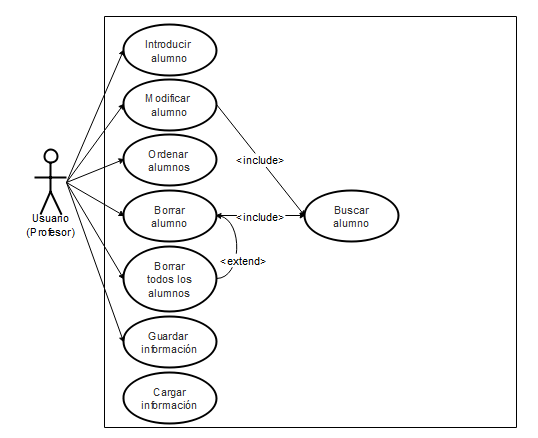 Introducir
alumno
Modificar
alumno
Ordenar
alumnos
<include>
Usuario
(Profesor)
Borrar
alumno
<include>
Buscar
alumno
Borrar
todos los
alumnos
<extend>
Guardar
información
Cargar
información